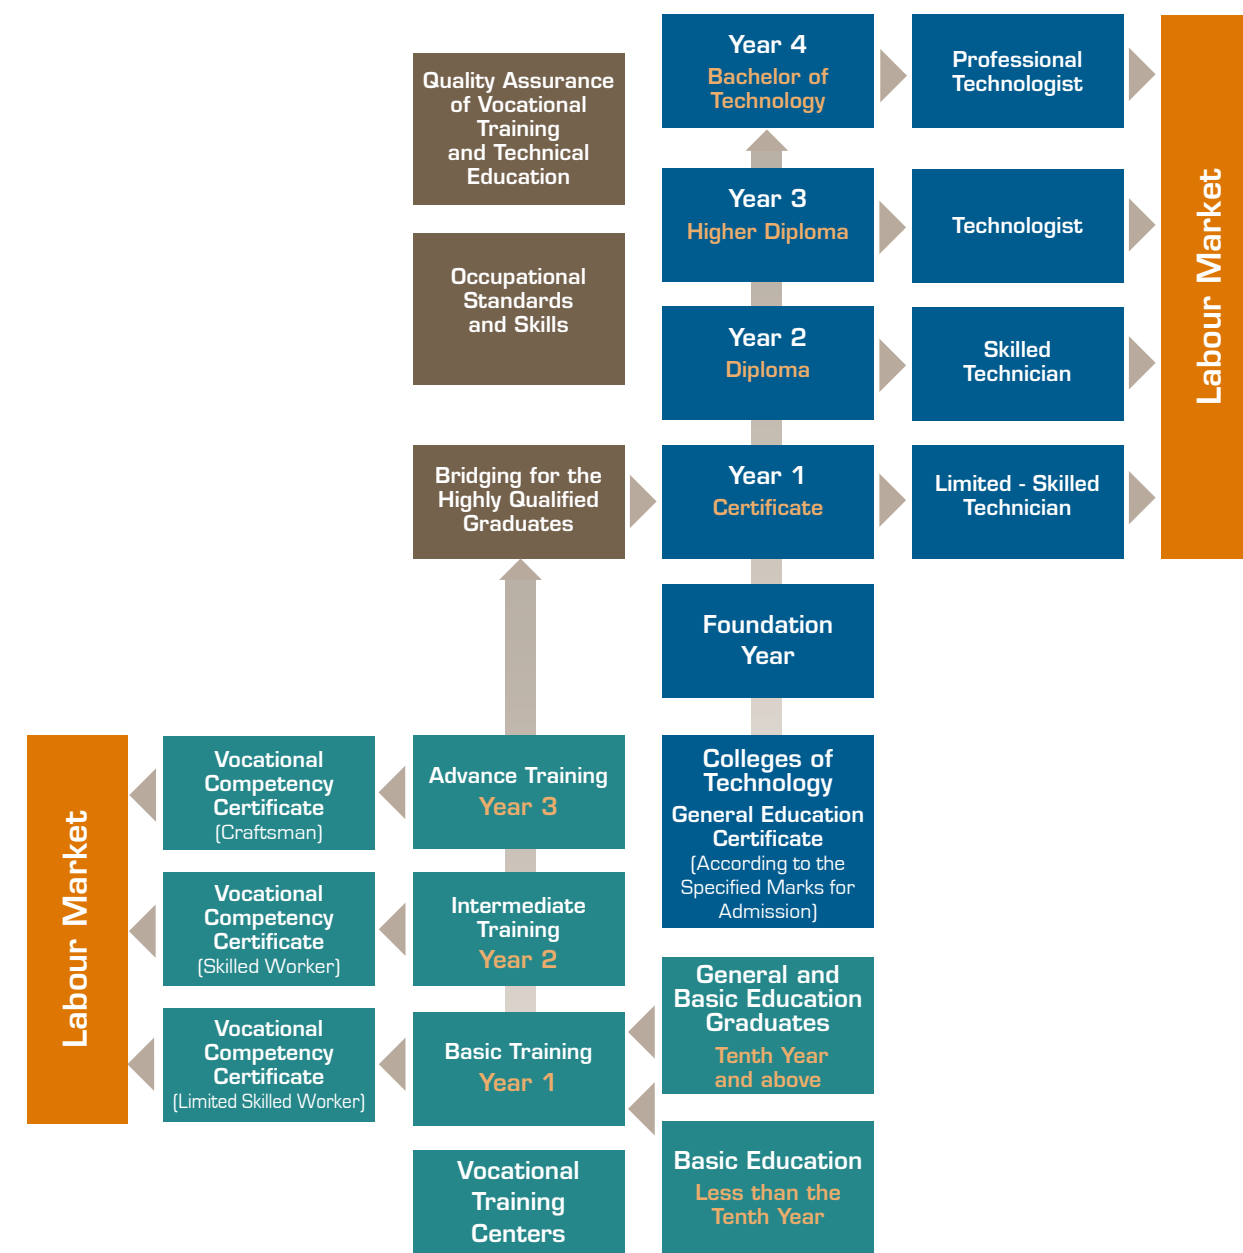 Year 4
Bachelor of
Technology
Professional
Technologist
Quality Assurance
of Vocational
Training
and Technical
Education
Year 3
Higher Diploma
Technologist
Labour Market
Occupational
Standards
and Skills
Year 2
Diploma
Skilled
Technician
Bridging for the
Highly Qualified
Graduates
Year 1
Certificate
Limited - Skilled
Technician
Foundation
Year
Labour Market
Vocational
Competency
Certificate
(Craftsman)
Advance Training
Year 3
Colleges of
Technology
General Education
Certificate
(According to the
Specified Marks for
Admission)
Vocational
Competency
Certificate
(Skilled Worker)
Intermediate
Training
Year 2
General and
Basic Education
Graduates
Tenth Year
and above
Vocational
Competency
Certificate
(Limited Skilled Worker)
Basic Training
Year 1
Vocational
Training
Centers
Basic Education
Less than the
Tenth Year